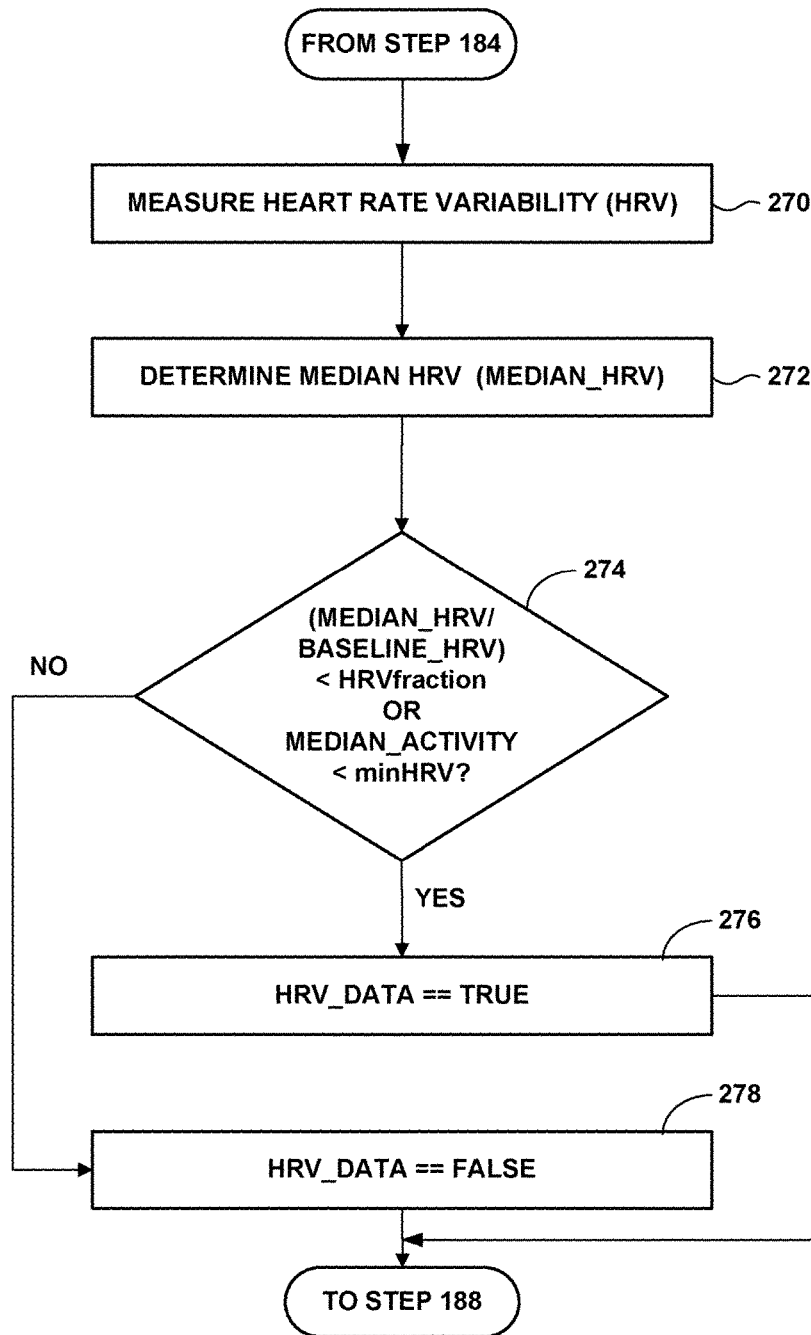 FROM STEP 184
MEASURE HEART RATE VARIABILITY (HRV)
270
DETERMINE MEDIAN HRV (MEDIAN_HRV)
272
274
(MEDIAN_HRV/
BASELINE_HRV)
< HRVfraction
OR
MEDIAN_ACTIVITY
< minHRV?
NO
YES
276
HRV_DATA == TRUE
278
HRV_DATA == FALSE
TO STEP 188